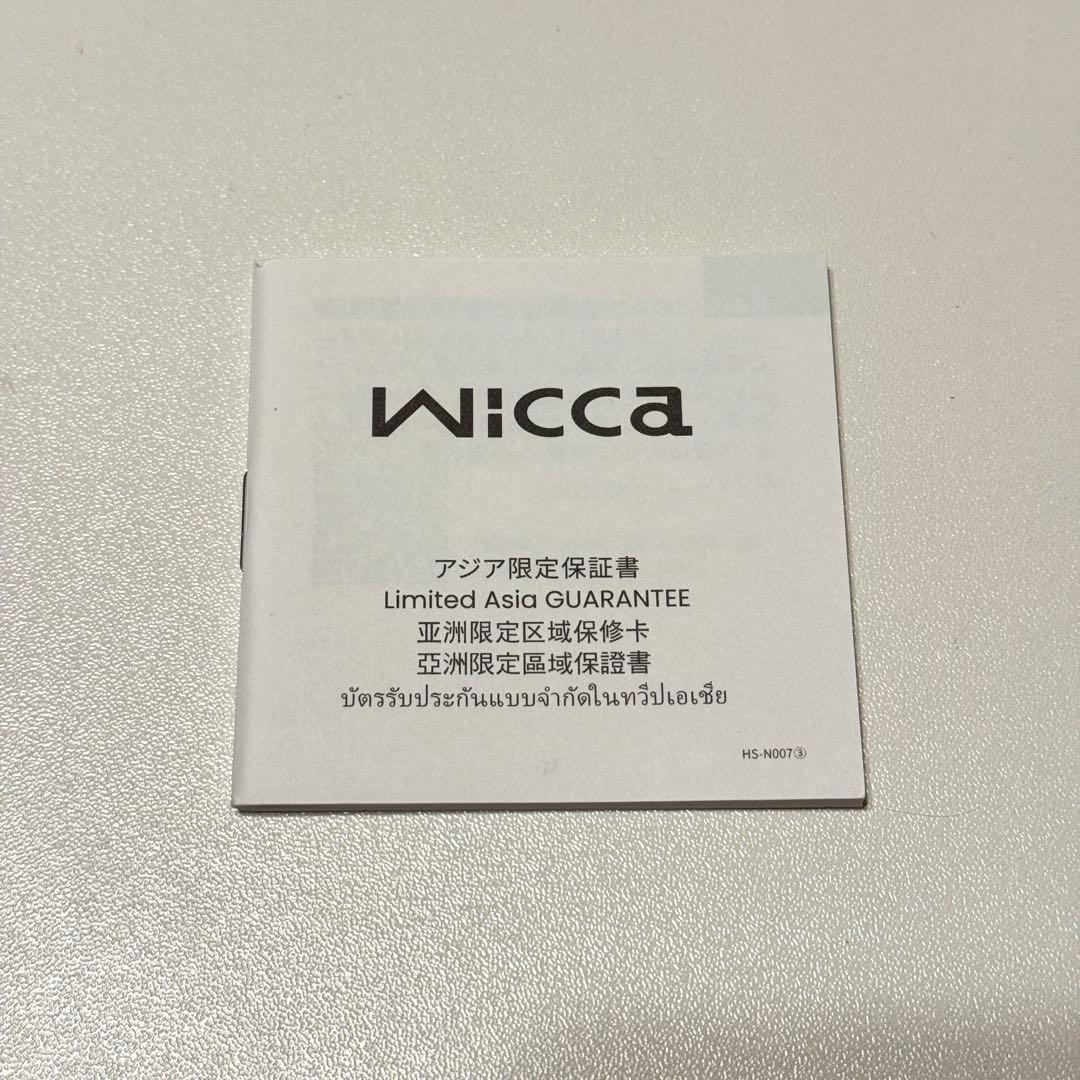 wicca
アジア限定保証書
Limited Asia GUARANTEE
亚洲限定区域保修卡
亞洲限定區域保證書
บัตรรับประกันแบบจำกัดในทวีปเอเชีย
HS-N007③